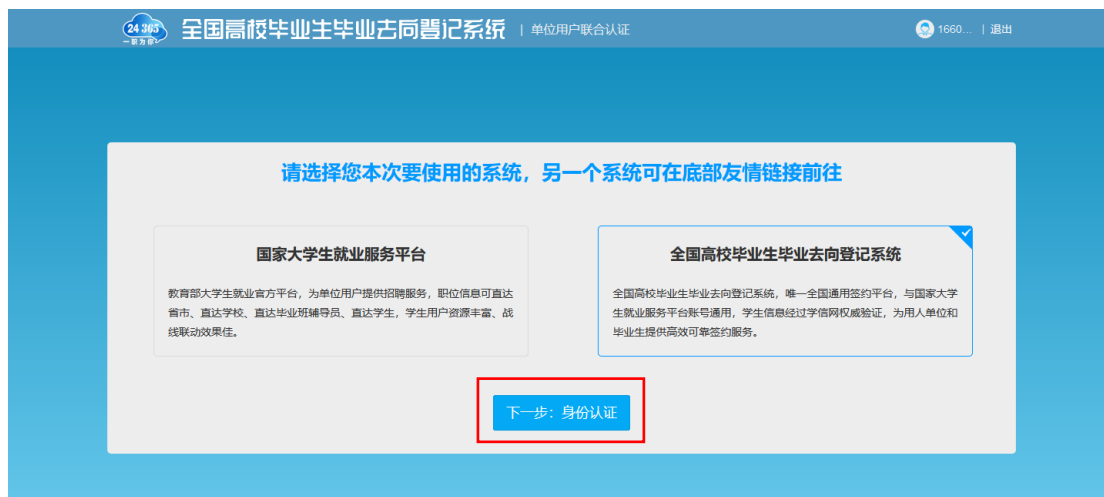 24 365
一职为你
全国高校毕业生毕业去向登记系统 | 单位用户联合认证
1660... | 退出
请选择您本次要使用的系统，另一个系统可在底部友情链接前往
国家大学生就业服务平台
教育部大学生就业官方平台，为单位用户提供招聘服务，职位信息可直达
省市、直达学校、直达毕业班辅导员、直达学生，学生用户资源丰富、战
线联动效果佳。
全国高校毕业生毕业去向登记系统
全国高校毕业生毕业去向登记系统，唯一全国通用签约平台，与国家大学
生就业服务平台账号通用，学生信息经过学信网权威验证，为用人单位和
毕业生提供高效可靠签约服务。
下一步：身份认证